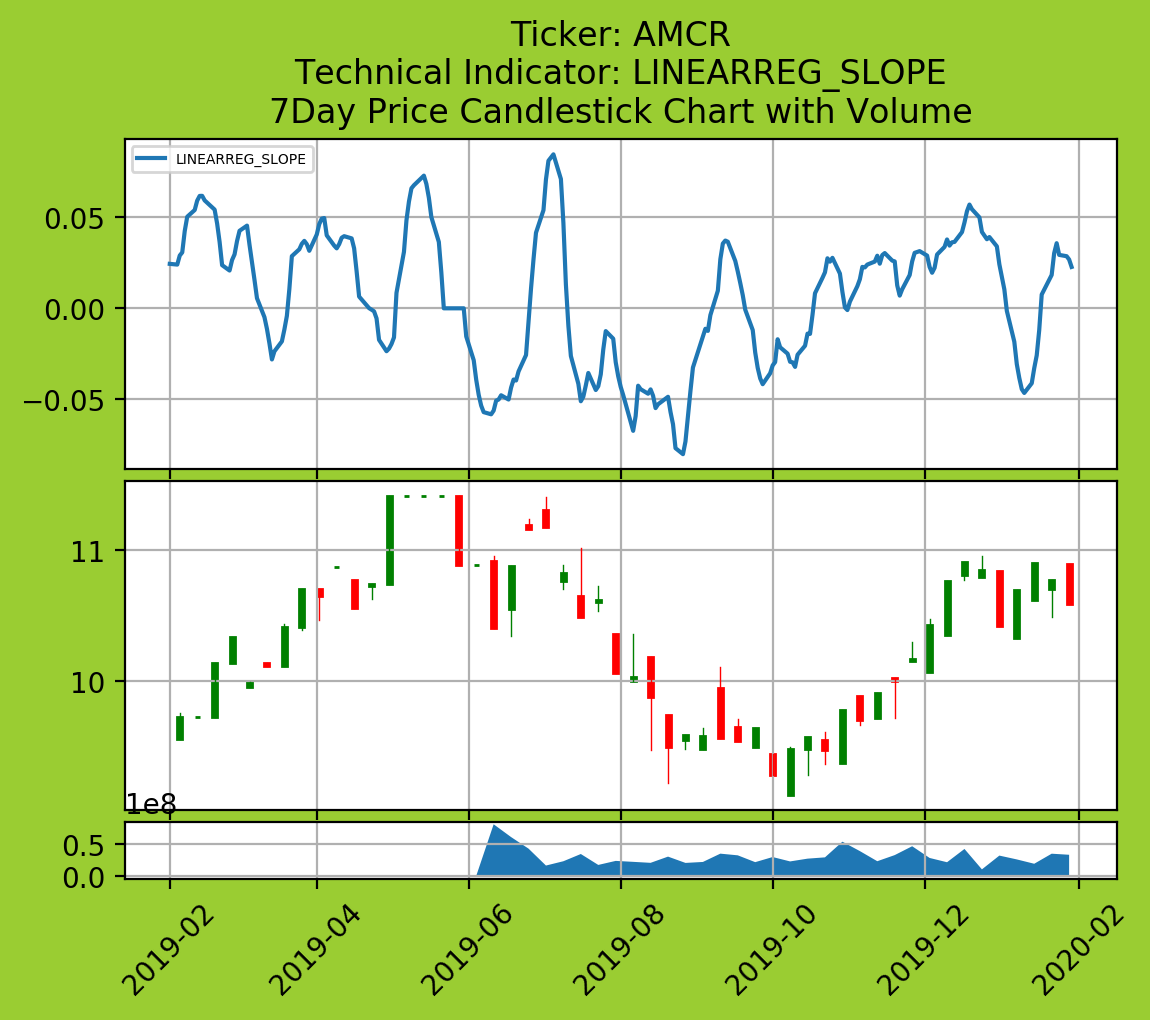 Ticker: AMCR
Technical Indicator: LINEARREG_SLOPE
7Day Price Candlestick Chart with Volume
LINEARREG_SLOPE
0.05
0.00
−0.05
11
10
1e8
0.5
0.0
2019-02
2019-04
2019-06
2019-08
2019-10
2019-12
2020-02